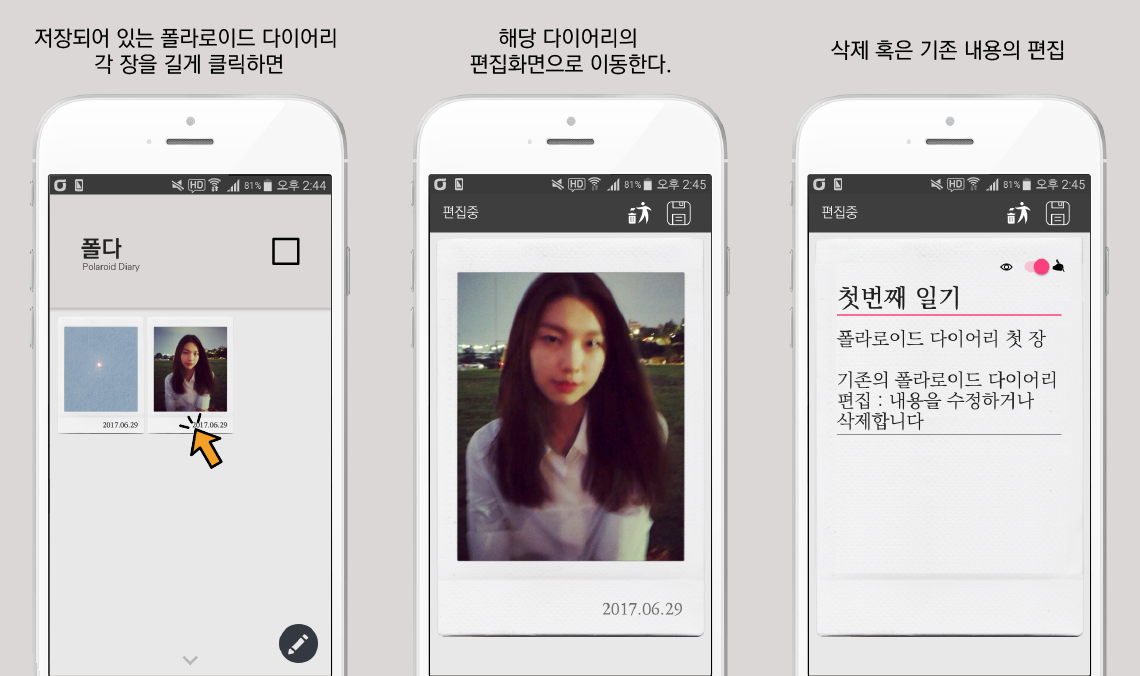 저장되어 있는 폴라로이드 다이어리
각 장을 길게 클릭하면
HD 81% 오후 2:44
폴다
Polaroid Diary
2017.06.29
2017.06.29
해당 다이어리의
편집화면으로 이동한다.
HD 81% 오후 2:45
편집중
2017.06.29
삭제 혹은 기존 내용의 편집
HD 81% 오후 2:45
편집중
첫번째 일기
폴라로이드 다이어리 첫 장
기존의 폴라로이드 다이어리
편집 : 내용을 수정하거나
삭제합니다